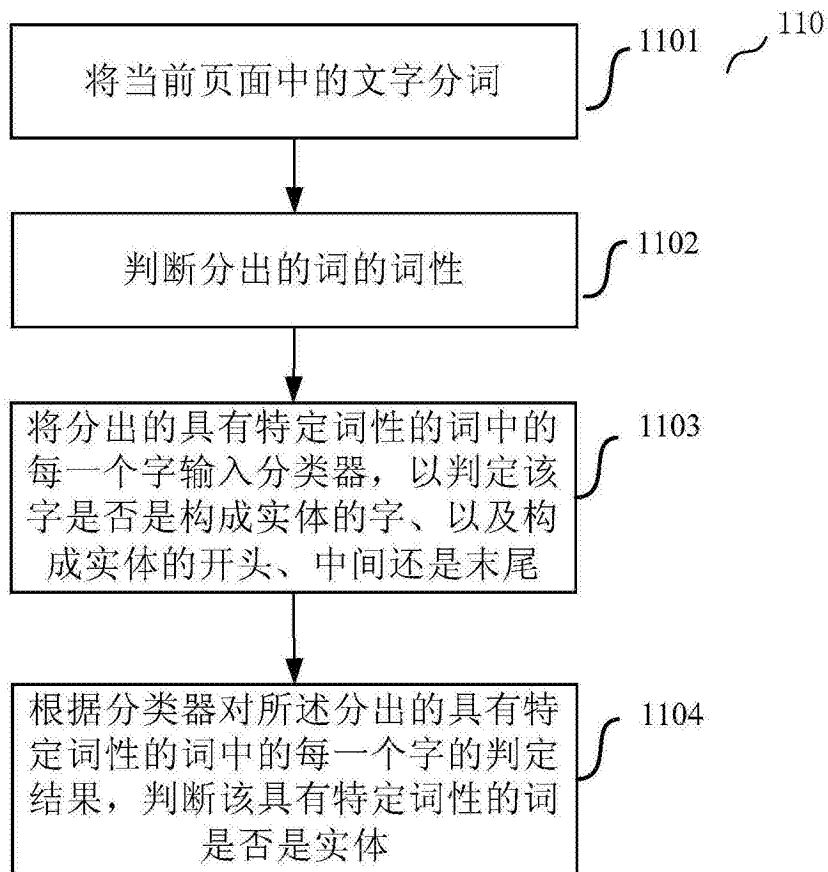 110
将当前页面中的文字分词
1101
判断分出的词的词性
1102
将分出的具有特定词性的词中的
每一个字输入分类器，以判定该
字是否是构成实体的字、以及构
成实体的开头、中间还是末尾
1103
根据分类器对所述分出的具有特
定词性的词中的每一个字的判定
结果，判断该具有特定词性的词
是否是实体
1104